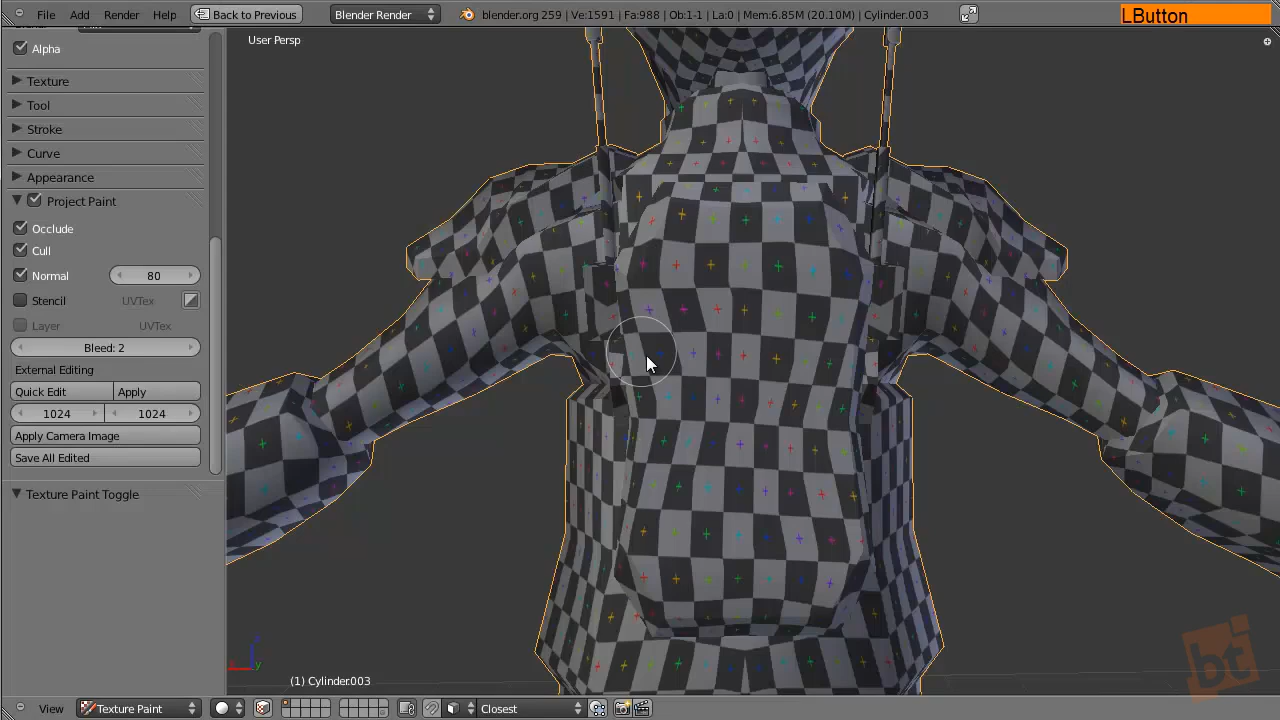 File Add Render Help Back to Previous Blender Render blender.org 259 | Ve:1591 | Fa:988 | Ob:1-1 | La:0 | Mem:6.85M (20.10M) | Cylinder.003 LButton
User Persp
Alpha
Texture
Tool
Stroke
Curve
Appearance
Project Paint
Occlude
Cull
Normal 80
Stencil UVTex
Layer UVTex
Bleed: 2
External Editing
Quick Edit Apply
1024 1024
Apply Camera Image
Save All Edited
Texture Paint Toggle
x y
bt
(1) Cylinder.003
View Texture Paint Closest